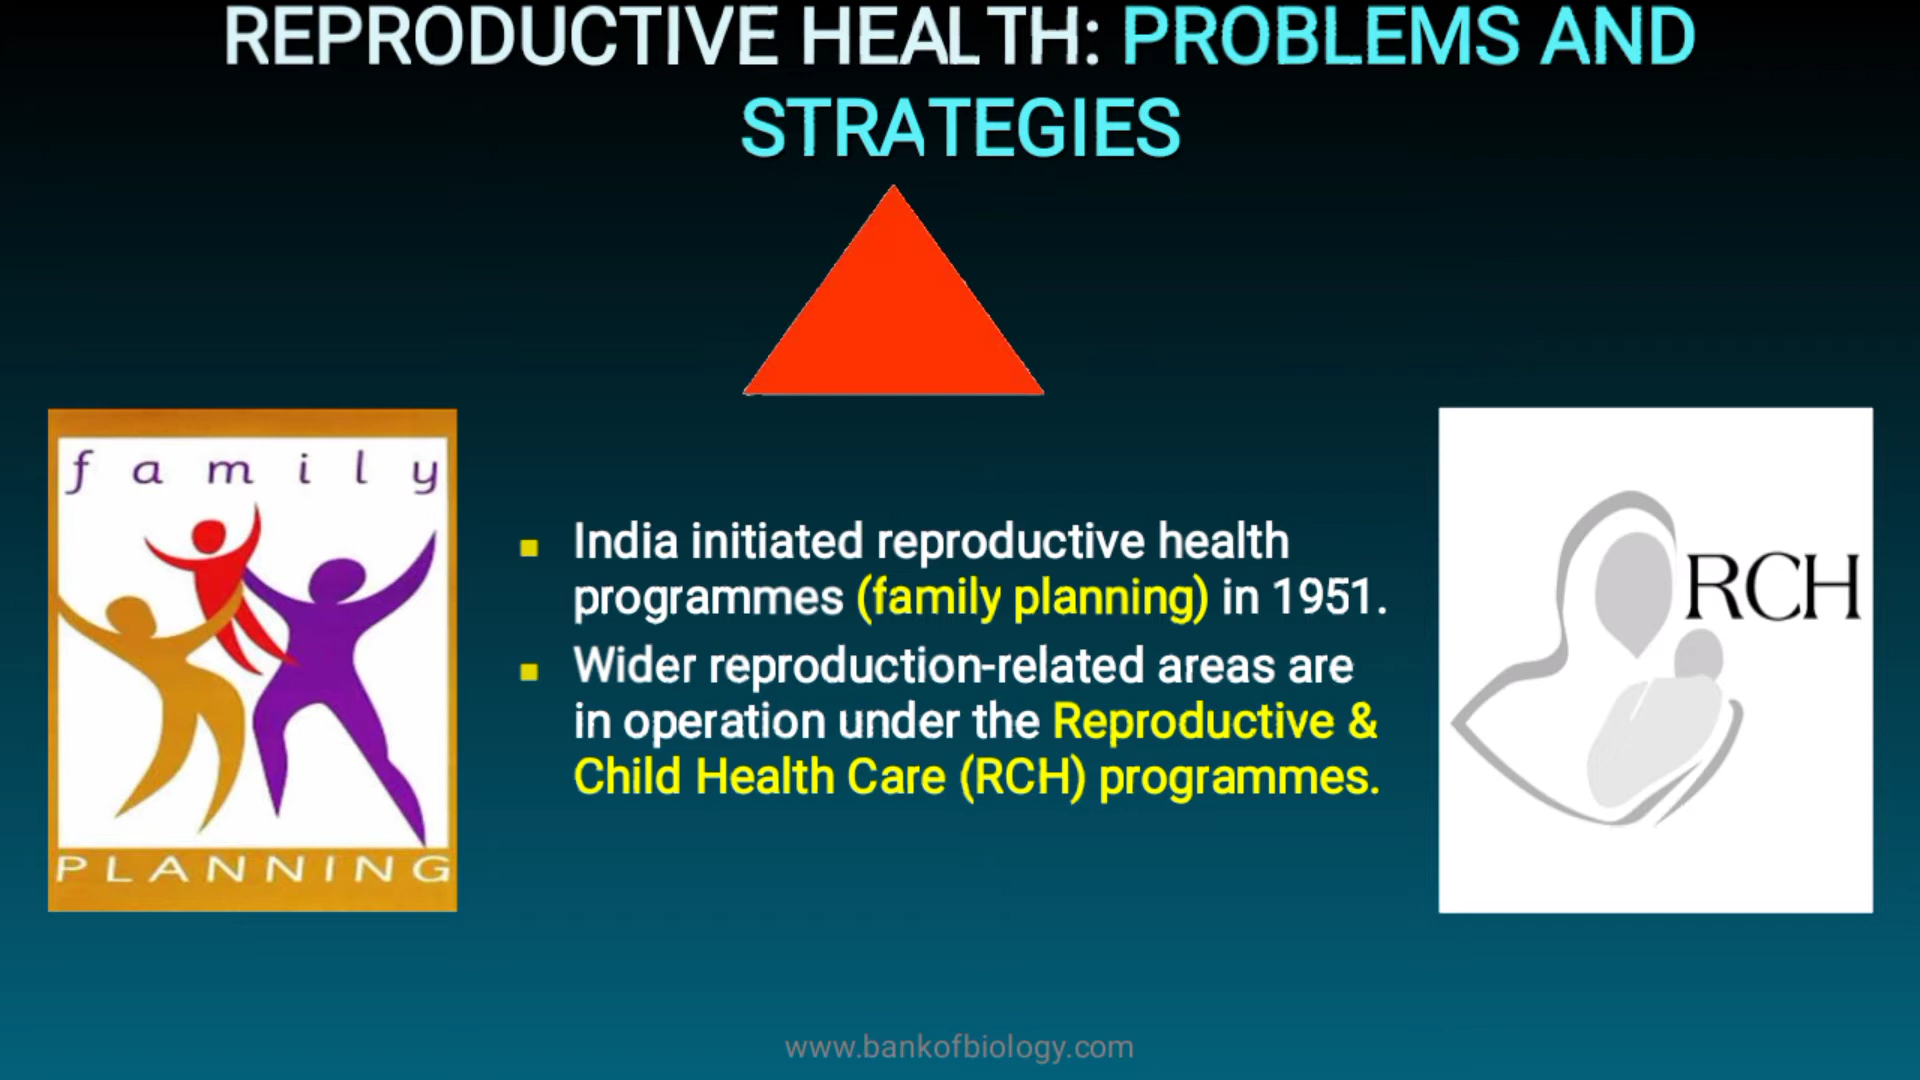 REPRODUCTIVE HEALTH: PROBLEMS AND
STRATEGIES
family
PLANNING
▪ India initiated reproductive health
programmes (family planning) in 1951.
▪ Wider reproduction-related areas are
in operation under the Reproductive &
Child Health Care (RCH) programmes.
RCH
www.bankofbiology.com